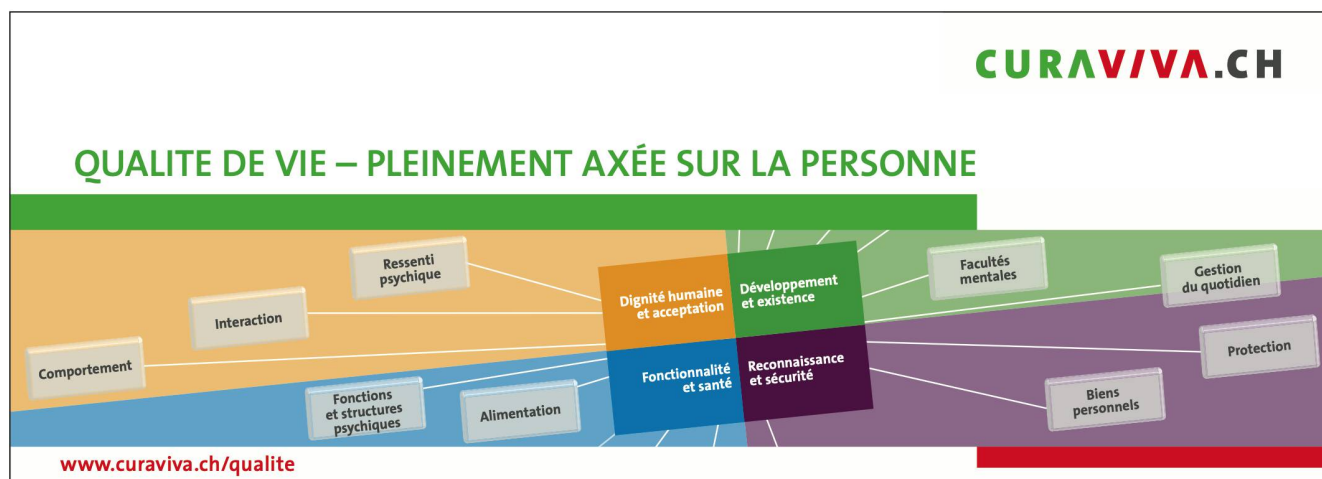 CURAVIVA.CH
QUALITE DE VIE – PLEINEMENT AXÉE SUR LA PERSONNE
Ressenti
psychique
Interaction
Comportement
Dignité humaine
et acceptation
Développement
et existence
Facultés
mentales
Gestion
du quotidien
Protection
Fonctions
et structures
psychiques
Alimentation
Fonctionnalité
et santé
Reconnaissance
et sécurité
Biens
personnels
www.curaviva.ch/qualite